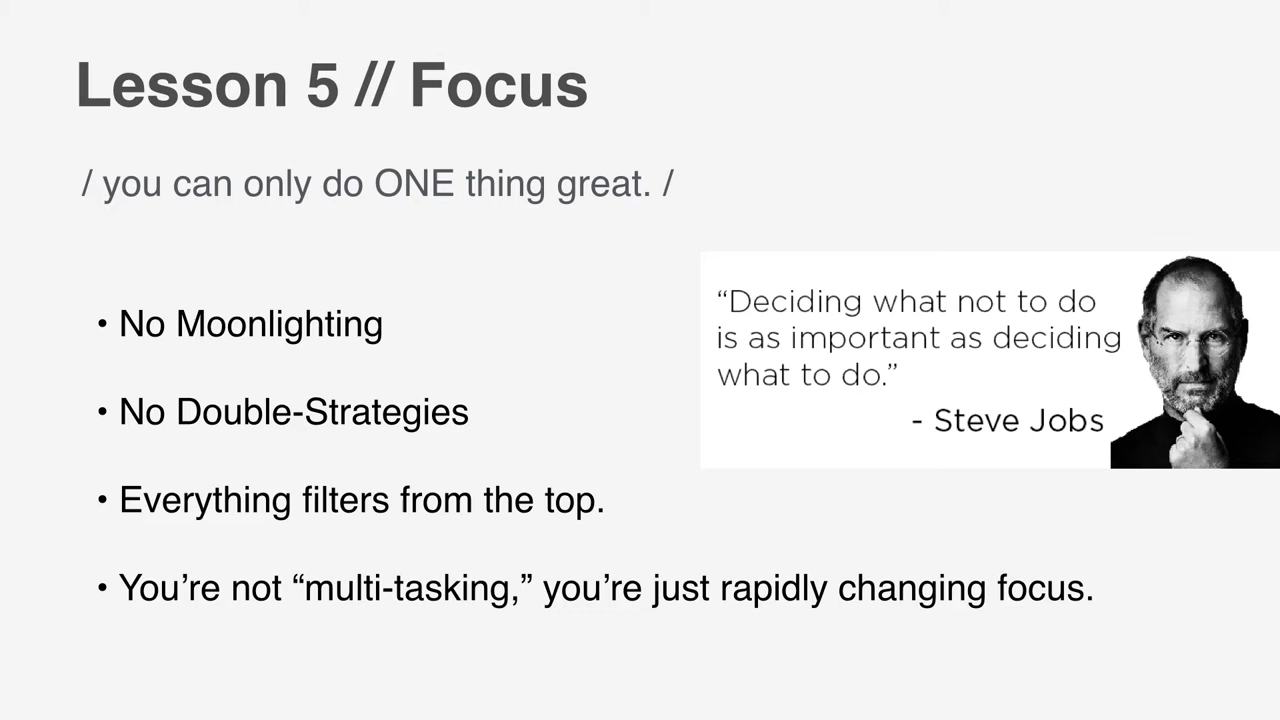 Lesson 5 // Focus
/ you can only do ONE thing great. /
• No Moonlighting
• No Double-Strategies
• Everything filters from the top.
• You’re not “multi-tasking,” you’re just rapidly changing focus.
“Deciding what not to do
is as important as deciding
what to do.”
- Steve Jobs